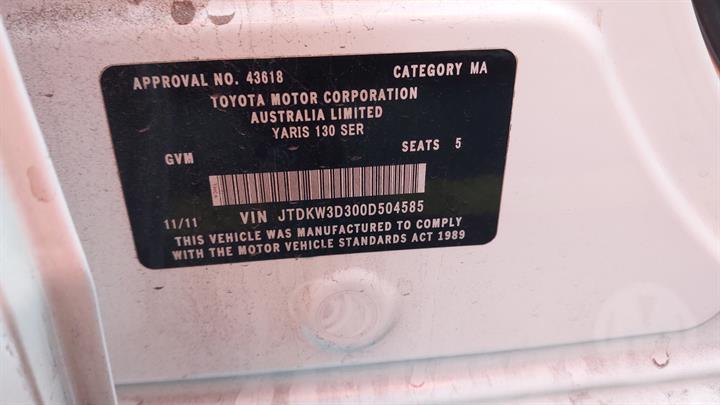 APPROVAL NO. 43618 CATEGORY MA
TOYOTA MOTOR CORPORATION
AUSTRALIA LIMITED
YARIS 130 SER
GVM SEATS 5
11/11 VIN JTDKW3D300D504585
THIS VEHICLE WAS MANUFACTURED TO COMPLY
WITH THE MOTOR VEHICLE STANDARDS ACT 1989